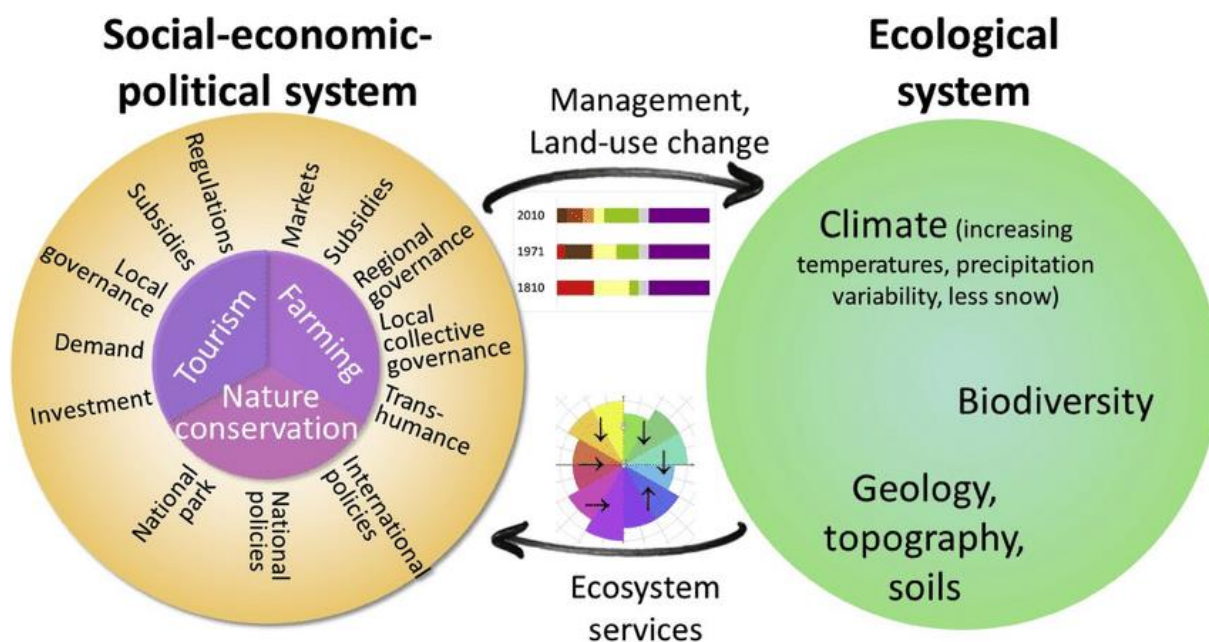 Social-economic-
political system
Ecological
system
Management,
Land-use change
2010
1971
1810
Regulations
Subsidies
Local
governance
Demand
Investment
Markets
Subsidies
Regional
governance
Local
collective
governance
Trans-
humance
International
policies
National
policies
National
park
Tourism
Farming
Nature
conservation
Climate (increasing
temperatures, precipitation
variability, less snow)
Biodiversity
Geology,
topography,
soils
Ecosystem
services